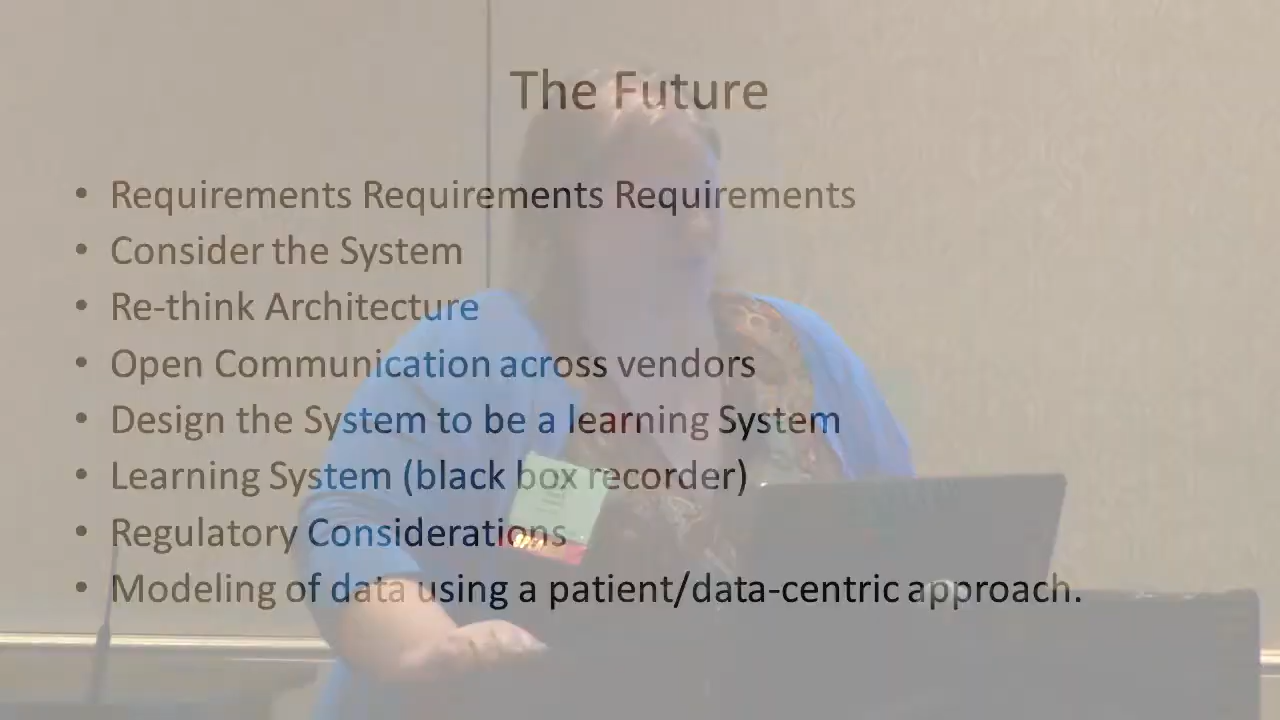 The Future
• Requirements Requirements Requirements
• Consider the System
• Re-think Architecture
• Open Communication across vendors
• Design the System to be a learning System
• Learning System (black box recorder)
• Regulatory Considerations
• Modeling of data using a patient/data-centric approach.